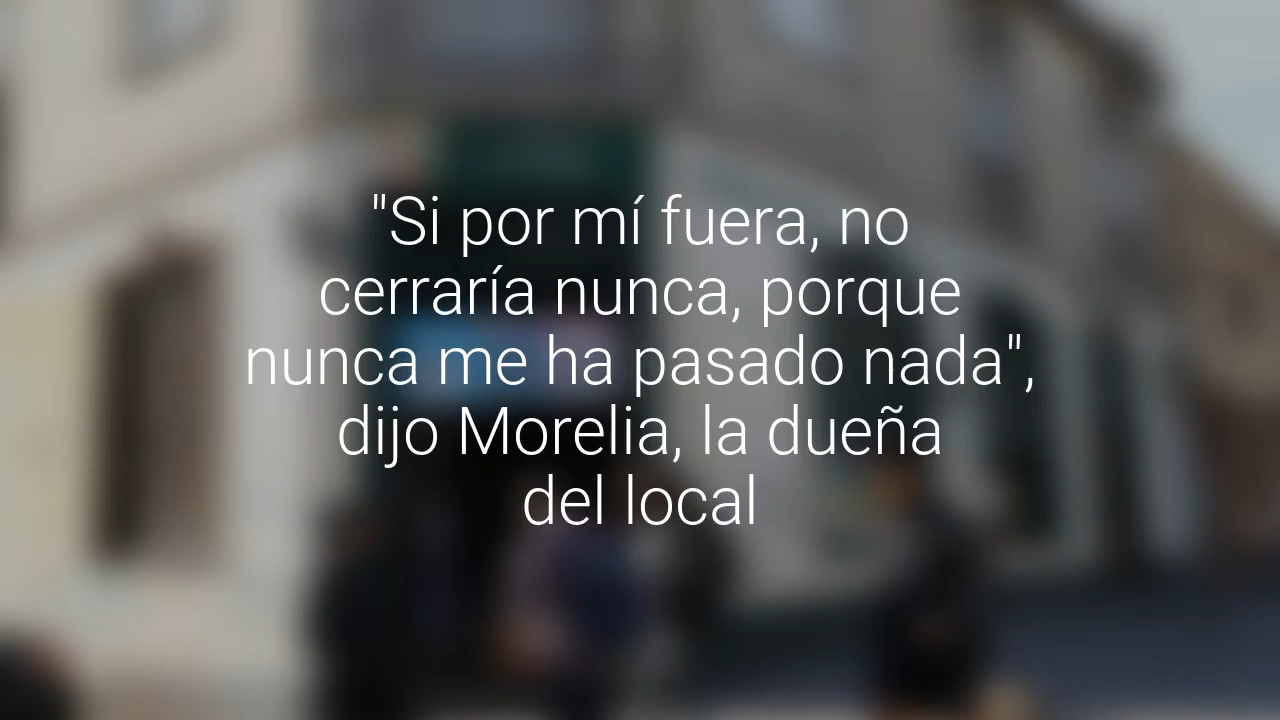 "Si por mí fuera, no
cerraría nunca, porque
nunca me ha pasado nada",
dijo Morelia, la dueña
del local